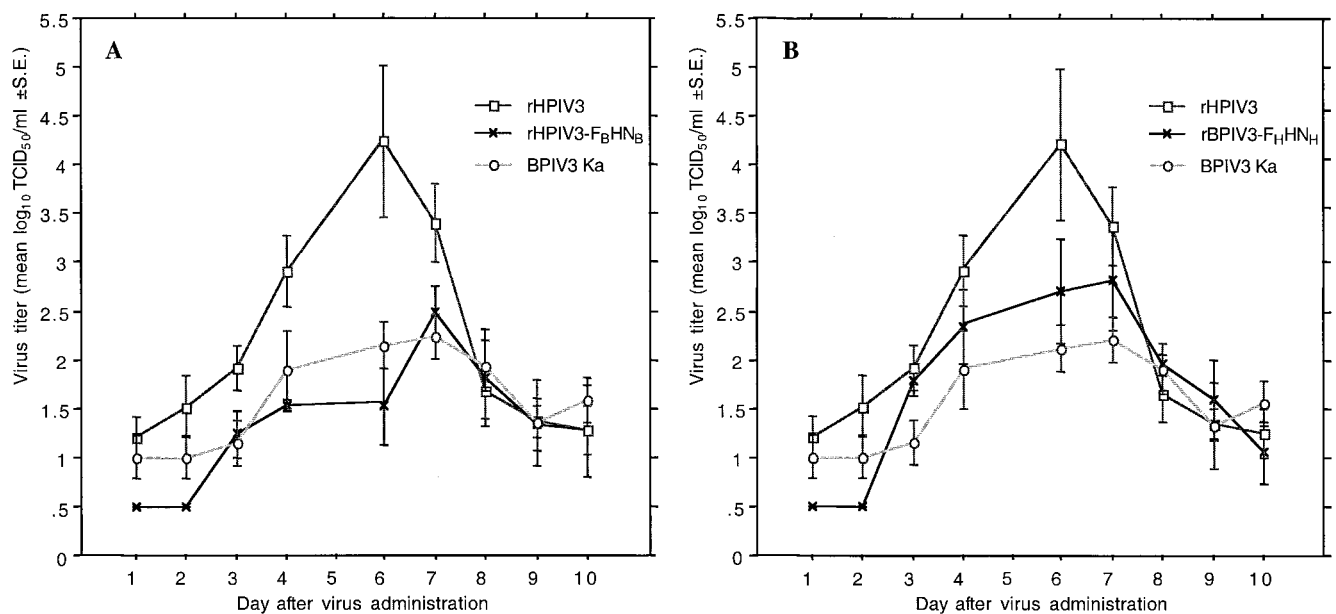 A
Virus titer (mean log₁₀ TCID₅₀/ml ±S.E.)
5.5
5
4.5
4
3.5
3
2.5
2
1.5
1
.5
0
rHPIV3
rHPIV3-F_BHN_B
BPIV3 Ka
1 2 3 4 5 6 7 8 9 10
Day after virus administration
B
Virus titer (mean log₁₀ TCID₅₀/ml ±S.E.)
5.5
5
4.5
4
3.5
3
2.5
2
1.5
1
.5
0
rHPIV3
rBPIV3-F_HHN_H
BPIV3 Ka
1 2 3 4 5 6 7 8 9 10
Day after virus administration